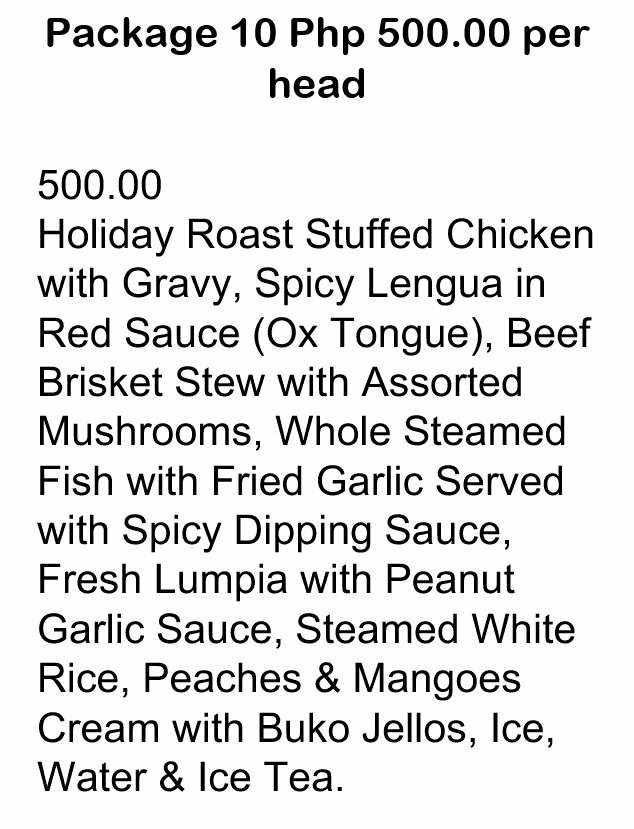 Package 10 Php 500.00 per
head
500.00
Holiday Roast Stuffed Chicken
with Gravy, Spicy Lengua in
Red Sauce (Ox Tongue), Beef
Brisket Stew with Assorted
Mushrooms, Whole Steamed
Fish with Fried Garlic Served
with Spicy Dipping Sauce,
Fresh Lumpia with Peanut
Garlic Sauce, Steamed White
Rice, Peaches & Mangoes
Cream with Buko Jellos, Ice,
Water & Ice Tea.